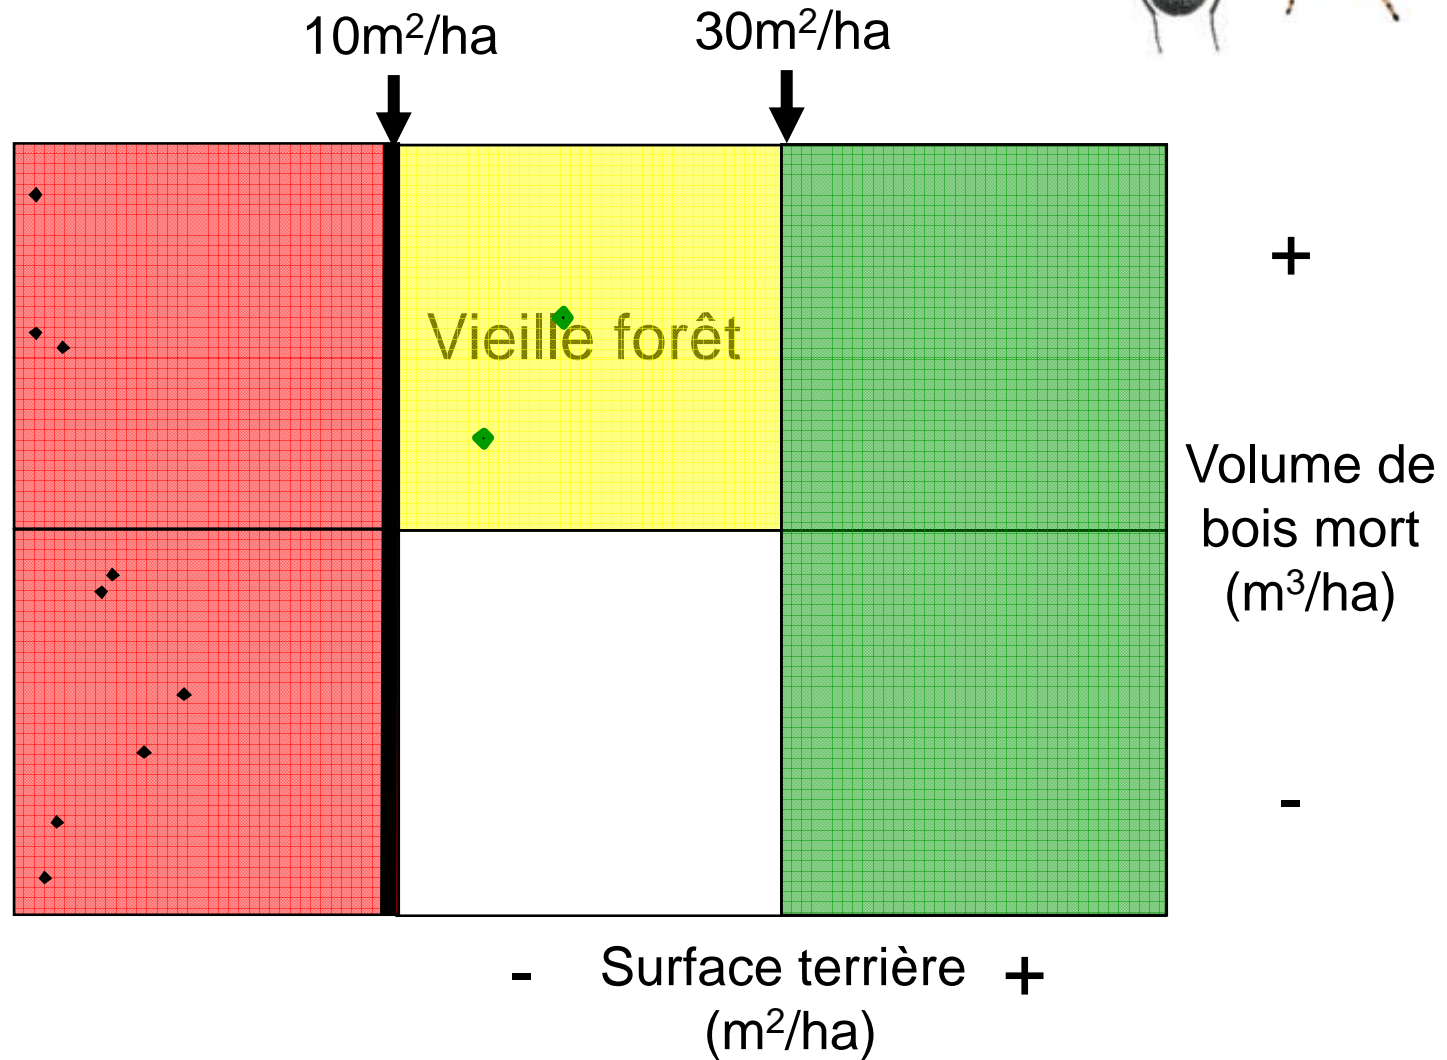 10m²/ha
30m²/ha
+
Vieille forêt
Volume de
bois mort
(m³/ha)
-
- Surface terrière +
(m²/ha)